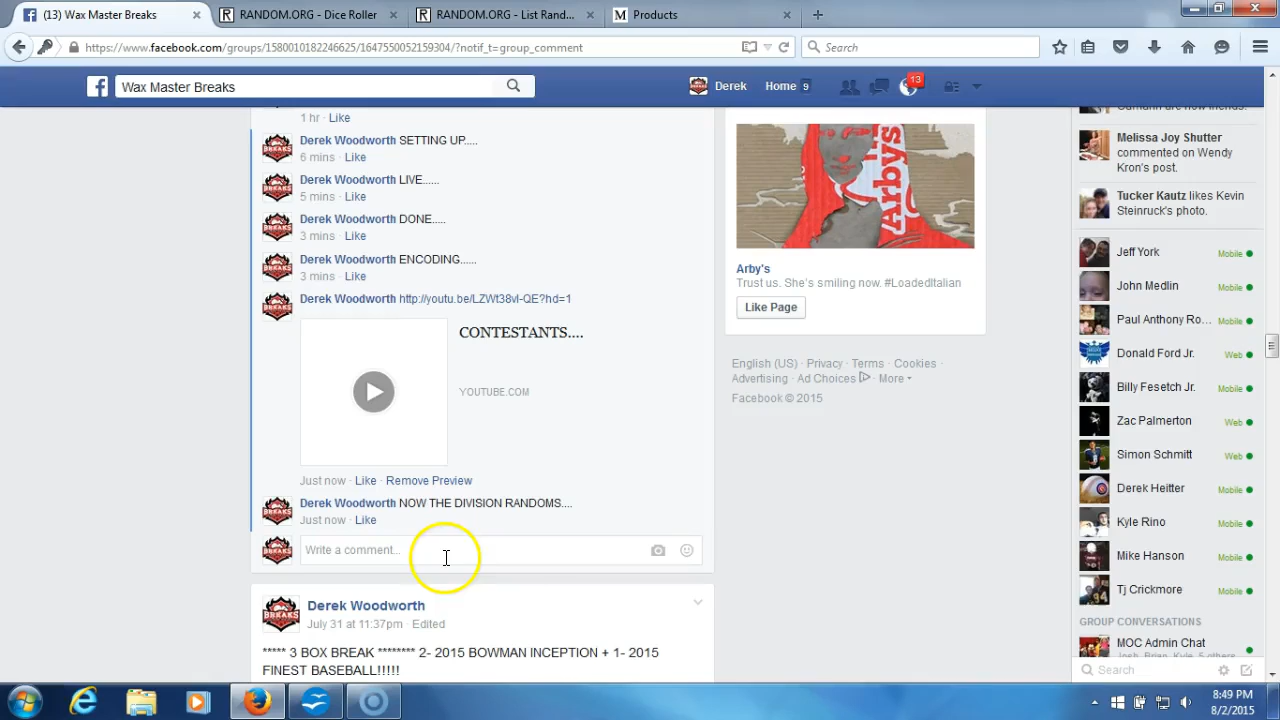 (13) Wax Master Breaks
RANDOM.ORG - Dice Roller
RANDOM.ORG - List Rand...
Products
https://www.facebook.com/groups/1580010182246625/1647550052159304/?notif_t=group_comment
Search
Wax Master Breaks
Derek
Home 9
13
1 hr · Like
Derek Woodworth SETTING UP.....
6 mins · Like
Derek Woodworth LIVE......
5 mins · Like
Derek Woodworth DONE.....
3 mins · Like
Derek Woodworth ENCODING......
3 mins · Like
Derek Woodworth http://youtu.be/LZWt38vl-QE?hd=1
CONTESTANTS....
YOUTUBE.COM
Just now · Like · Remove Preview
Derek Woodworth NOW THE DIVISION RANDOMS....
Just now · Like
Write a comment...
Derek Woodworth
July 31 at 11:37pm · Edited
***** 3 BOX BREAK ******** 2- 2015 BOWMAN INCEPTION + 1- 2015
FINEST BASEBALL!!!!!
Arbys
Arby's
Trust us. She's smiling now. #LoadedItalian
Like Page
English (US) · Privacy · Terms · Cookies ·
Advertising · Ad Choices · More
Facebook © 2015
are now friends.
Melissa Joy Shutter
commented on Wendy
Kron's post.
Tucker Kautz likes Kevin
Steinruck's photo.
Jeff York Mobile
John Medlin Mobile
Paul Anthony Ro... Mobile
Donald Ford Jr. Web
Billy Fesetch Jr. Mobile
Zac Palmerton Web
Simon Schmitt Web
Derek Heitter Mobile
Kyle Rino Mobile
Mike Hanson Mobile
Tj Crickmore Mobile
GROUP CONVERSATIONS
MOC Admin Chat
Search
8:49 PM
8/2/2015